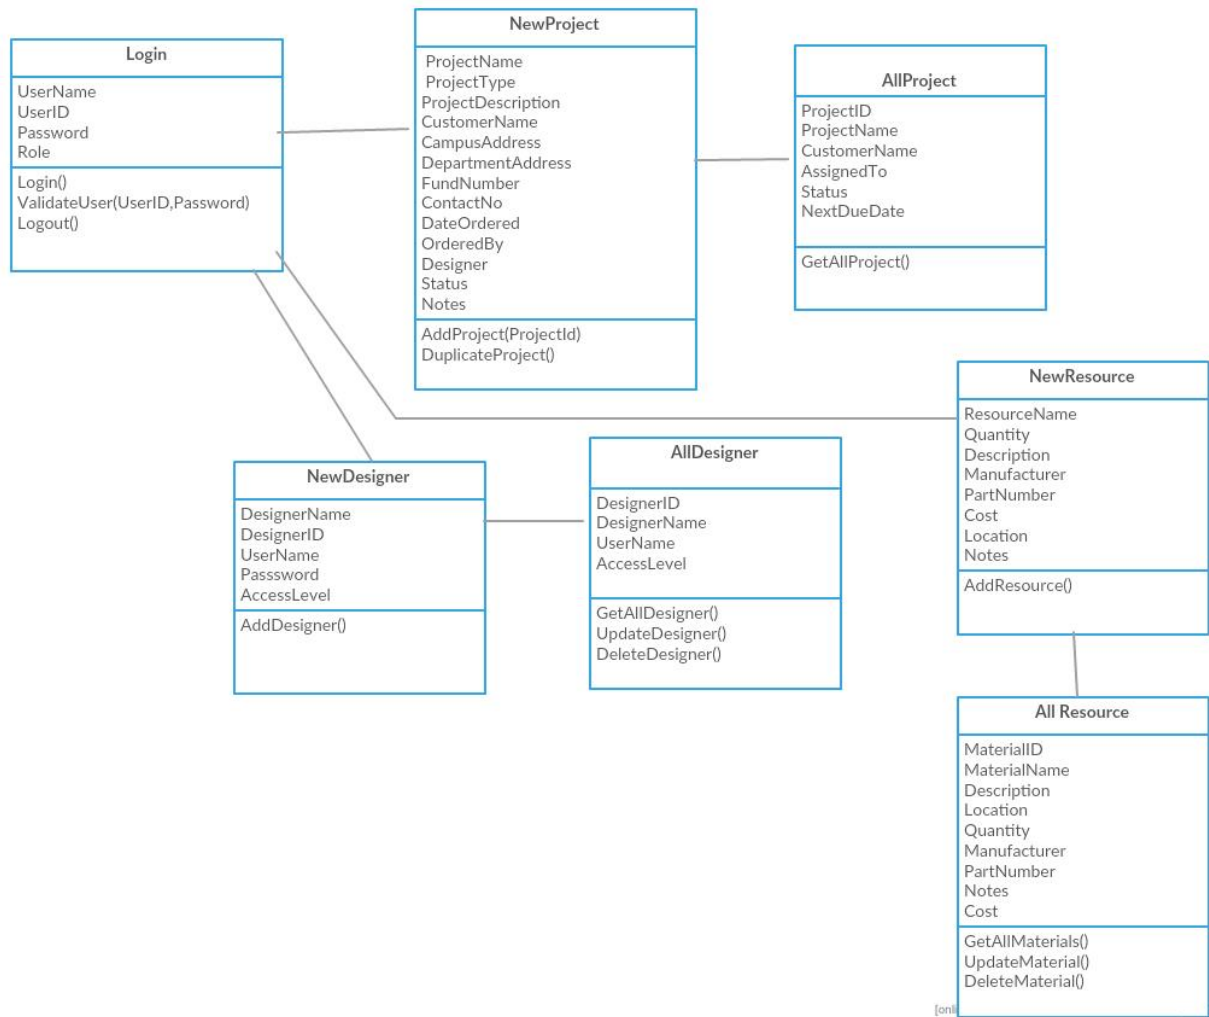 Login
UserName
UserID
Password
Role
Login()
ValidateUser(UserID,Password)
Logout()
NewProject
ProjectName
ProjectType
ProjectDescription
CustomerName
CampusAddress
DepartmentAddress
FundNumber
ContactNo
DateOrdered
OrderedBy
Designer
Status
Notes
AddProject(ProjectId)
DuplicateProject()
AllProject
ProjectID
ProjectName
CustomerName
AssignedTo
Status
NextDueDate
GetAllProject()
NewDesigner
DesignerName
DesignerID
UserName
Passsword
AccessLevel
AddDesigner()
AllDesigner
DesignerID
DesignerName
UserName
AccessLevel
GetAllDesigner()
UpdateDesigner()
DeleteDesigner()
NewResource
ResourceName
Quantity
Description
Manufacturer
PartNumber
Cost
Location
Notes
AddResource()
All Resource
MaterialID
MaterialName
Description
Location
Quantity
Manufacturer
PartNumber
Notes
Cost
GetAllMaterials()
UpdateMaterial()
DeleteMaterial()